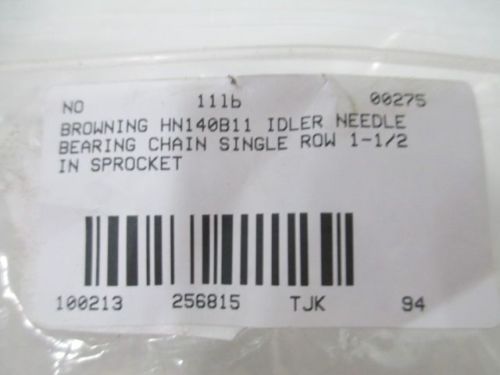 NO 111b 00275
BROWNING HN140B11 IDLER NEEDLE
BEARING CHAIN SINGLE ROW 1-1/2
IN SPROCKET
100213 256815 TJK 94